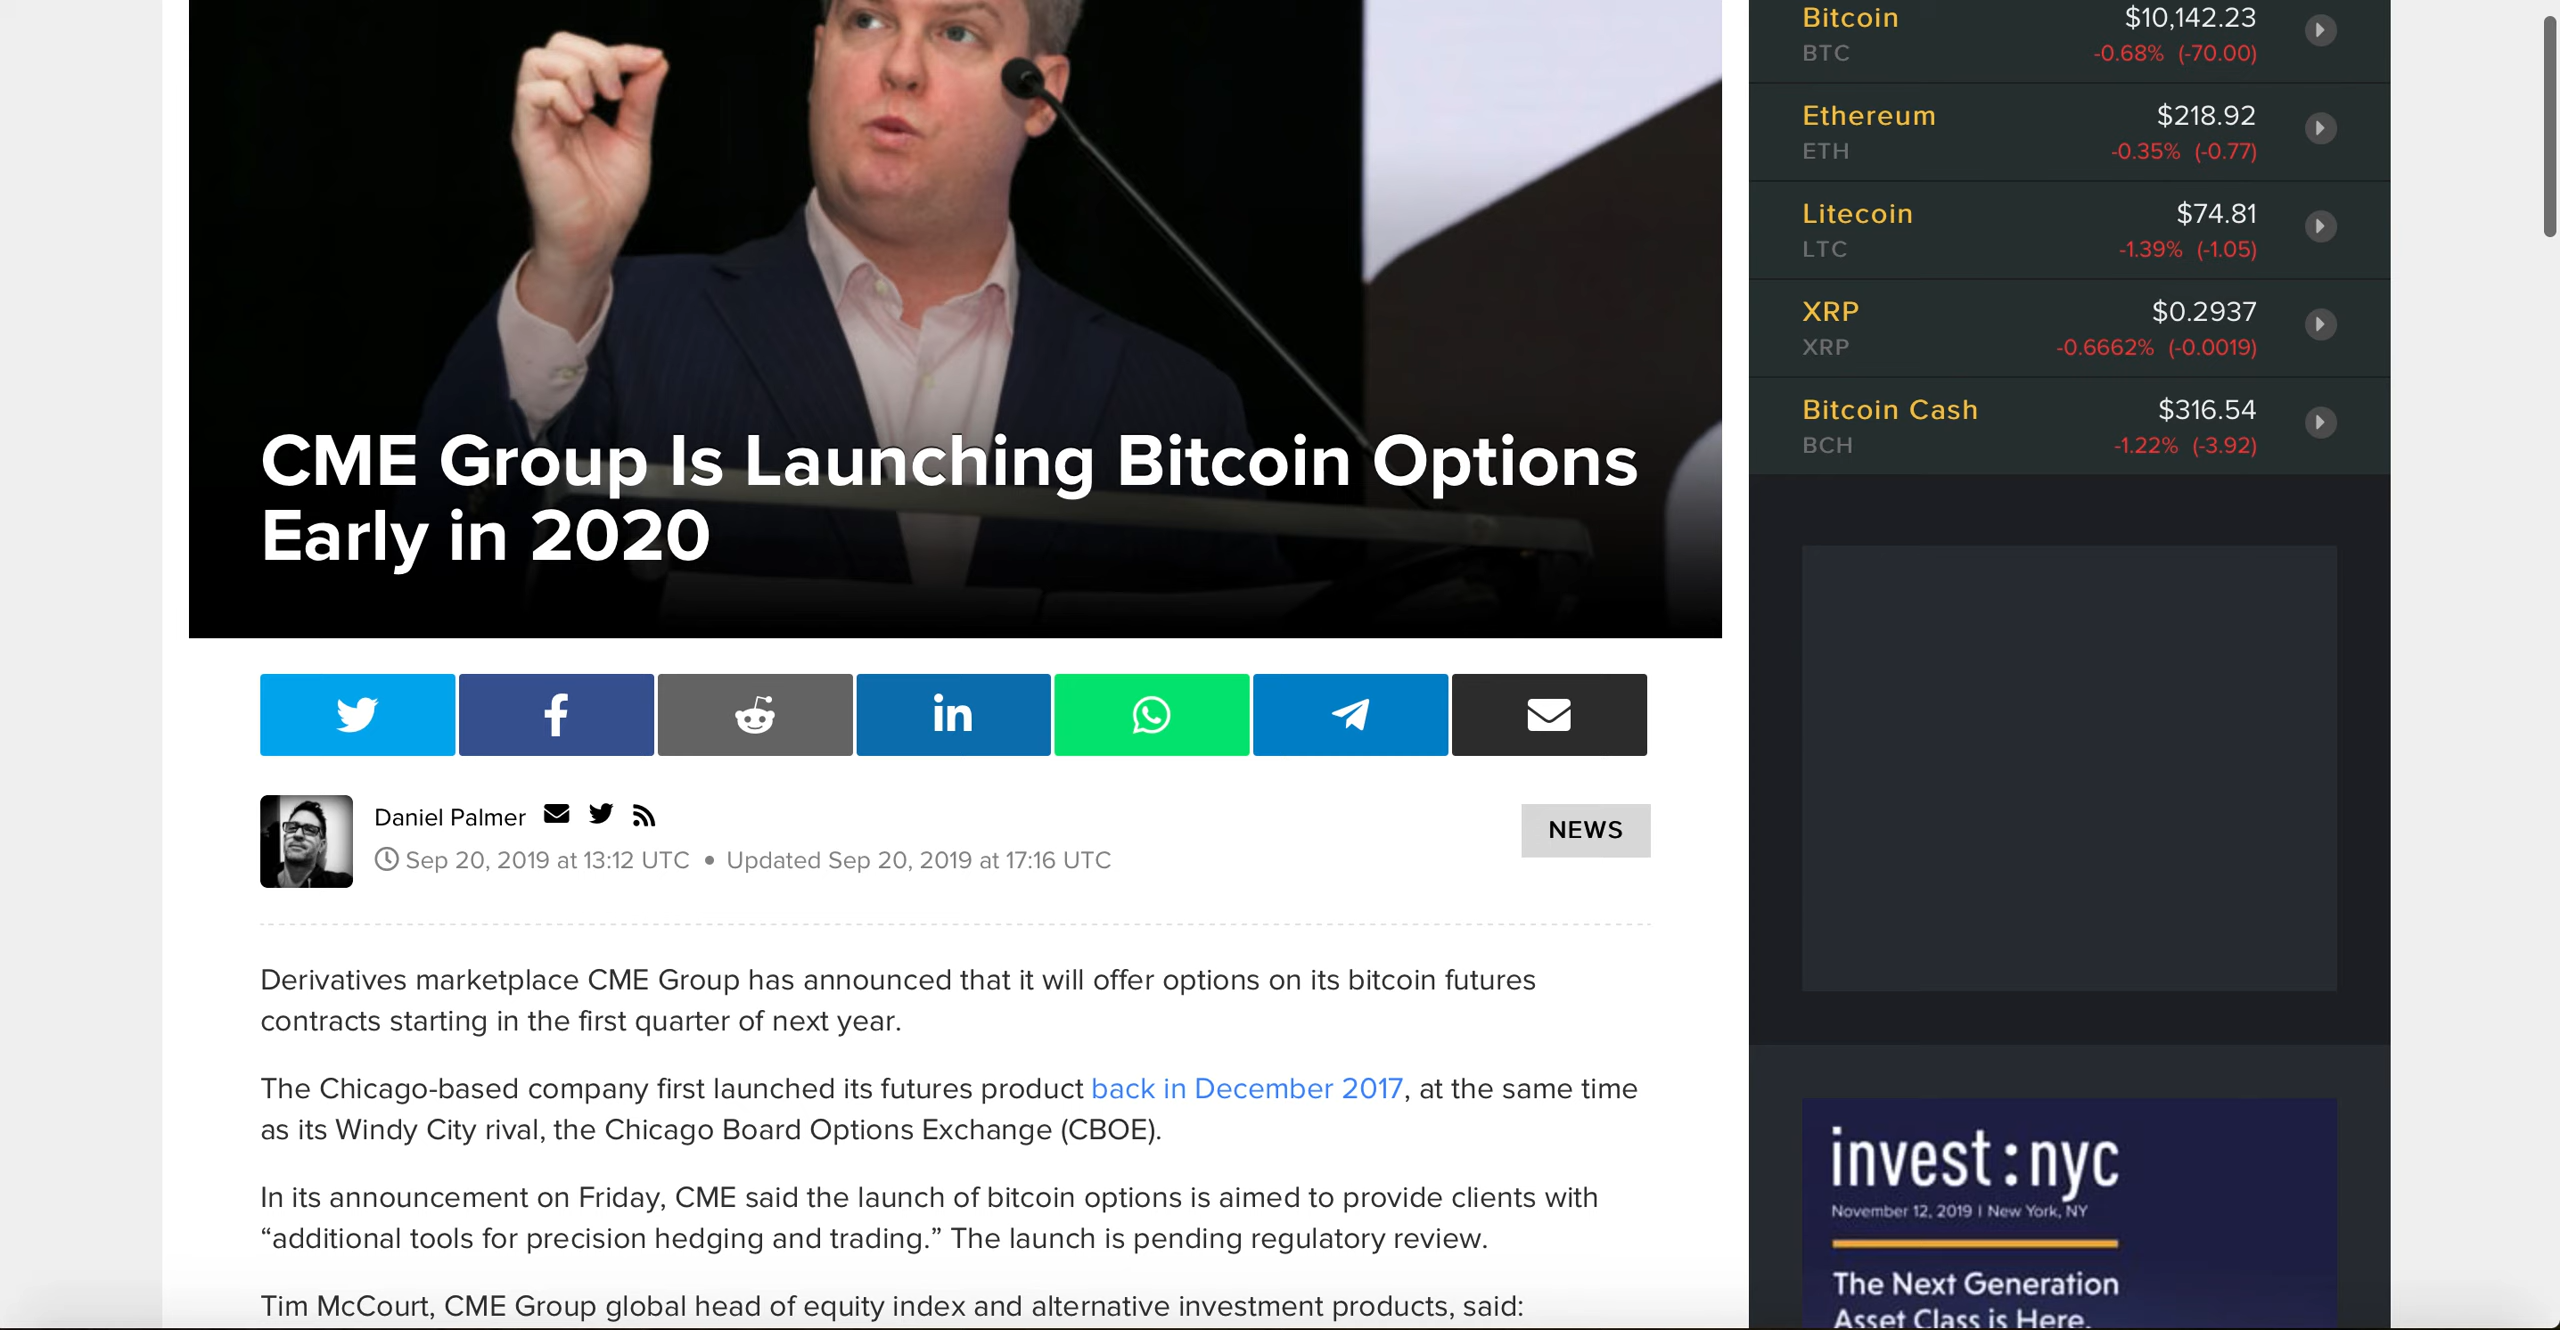 CME Group Is Launching Bitcoin Options
Early in 2020
in
Daniel Palmer
Sep 20, 2019 at 13:12 UTC • Updated Sep 20, 2019 at 17:16 UTC
NEWS
Derivatives marketplace CME Group has announced that it will offer options on its bitcoin futures
contracts starting in the first quarter of next year.
The Chicago-based company first launched its futures product back in December 2017, at the same time
as its Windy City rival, the Chicago Board Options Exchange (CBOE).
In its announcement on Friday, CME said the launch of bitcoin options is aimed to provide clients with
“additional tools for precision hedging and trading.” The launch is pending regulatory review.
Tim McCourt, CME Group global head of equity index and alternative investment products, said:
Bitcoin $10,142.23
BTC -0.68% (-70.00)
Ethereum $218.92
ETH -0.35% (-0.77)
Litecoin $74.81
LTC -1.39% (-1.05)
XRP $0.2937
XRP -0.6662% (-0.0019)
Bitcoin Cash $316.54
BCH -1.22% (-3.92)
invest:nyc
November 12, 2019 | New York, NY
The Next Generation
Asset Class is Here.